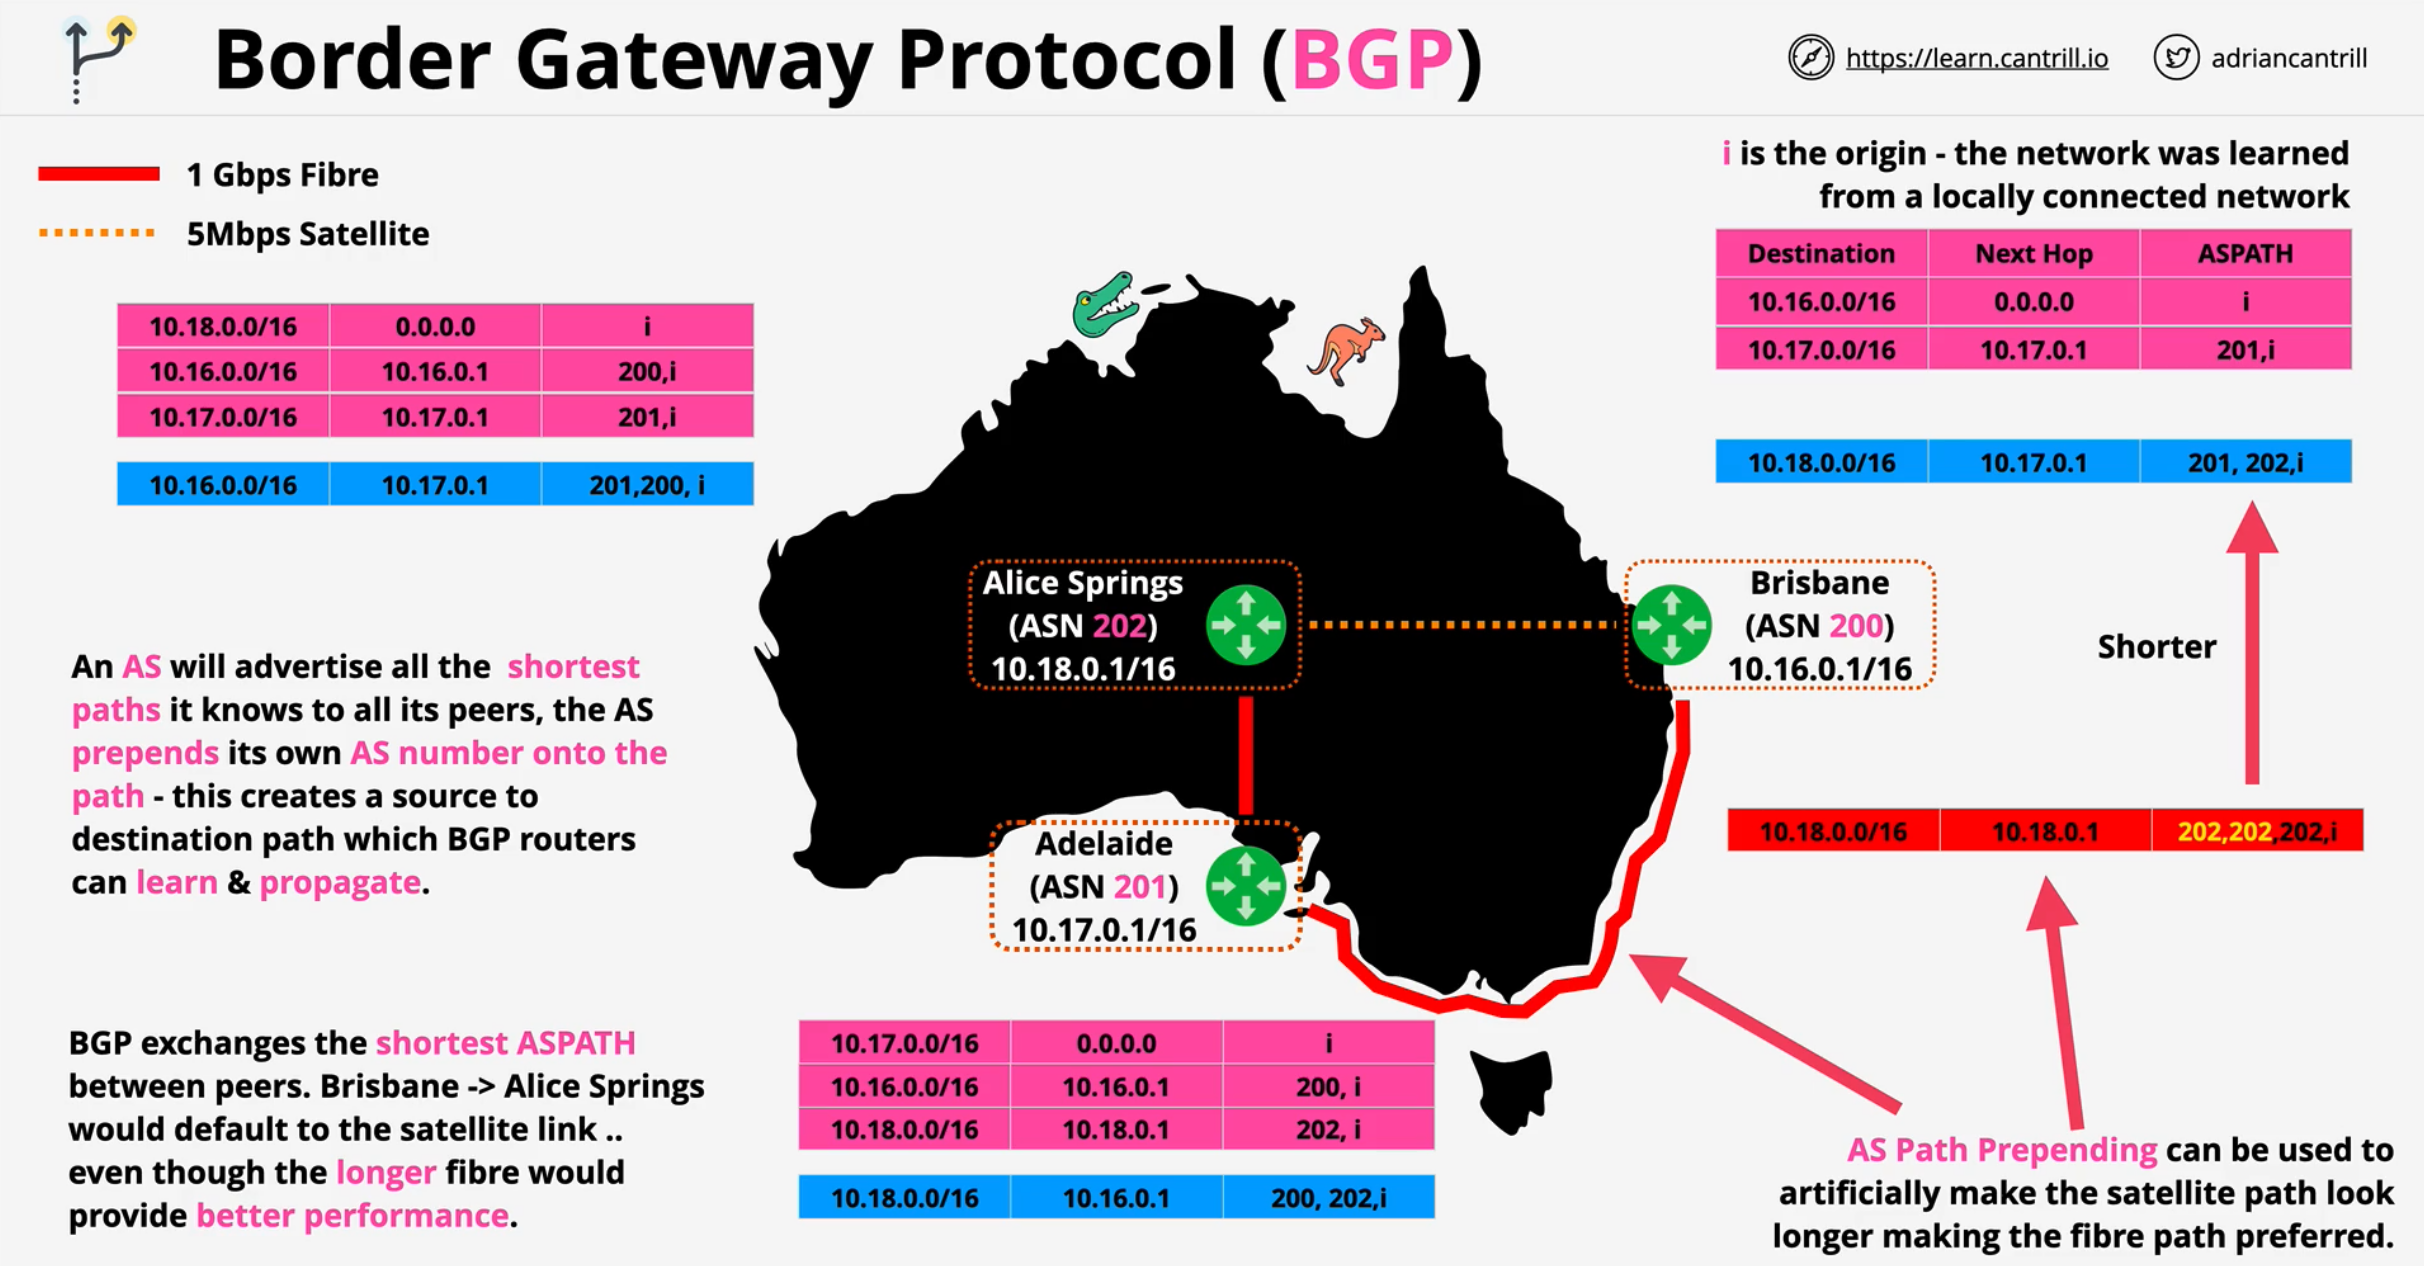 Border Gateway Protocol (BGP)
https://learn.cantrill.io
adriancantrill
1 Gbps Fibre
5Mbps Satellite
10.18.0.0/16 0.0.0.0 i
10.16.0.0/16 10.16.0.1 200,i
10.17.0.0/16 10.17.0.1 201,i
10.16.0.0/16 10.17.0.1 201,200, i
i is the origin - the network was learned
from a locally connected network
Destination Next Hop ASPATH
10.16.0.0/16 0.0.0.0 i
10.17.0.0/16 10.17.0.1 201,i
10.18.0.0/16 10.17.0.1 201, 202,i
Alice Springs
(ASN 202)
10.18.0.1/16
Brisbane
(ASN 200)
10.16.0.1/16
Shorter
An AS will advertise all the shortest
paths it knows to all its peers, the AS
prepends its own AS number onto the
path - this creates a source to
destination path which BGP routers
can learn & propagate.
10.18.0.0/16 10.18.0.1 202,202,202,i
Adelaide
(ASN 201)
10.17.0.1/16
BGP exchanges the shortest ASPATH
between peers. Brisbane -> Alice Springs
would default to the satellite link ..
even though the longer fibre would
provide better performance.
10.17.0.0/16 0.0.0.0 i
10.16.0.0/16 10.16.0.1 200, i
10.18.0.0/16 10.18.0.1 202, i
10.18.0.0/16 10.16.0.1 200, 202,i
AS Path Prepending can be used to
artificially make the satellite path look
longer making the fibre path preferred.